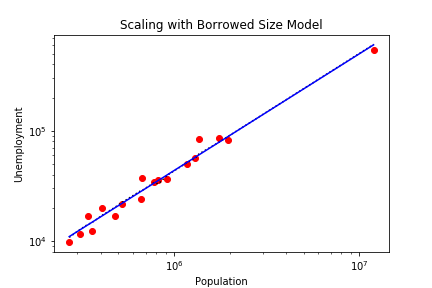 Scaling with Borrowed Size Model
Unemployment
10⁵
10⁴
10⁶
10⁷
Population